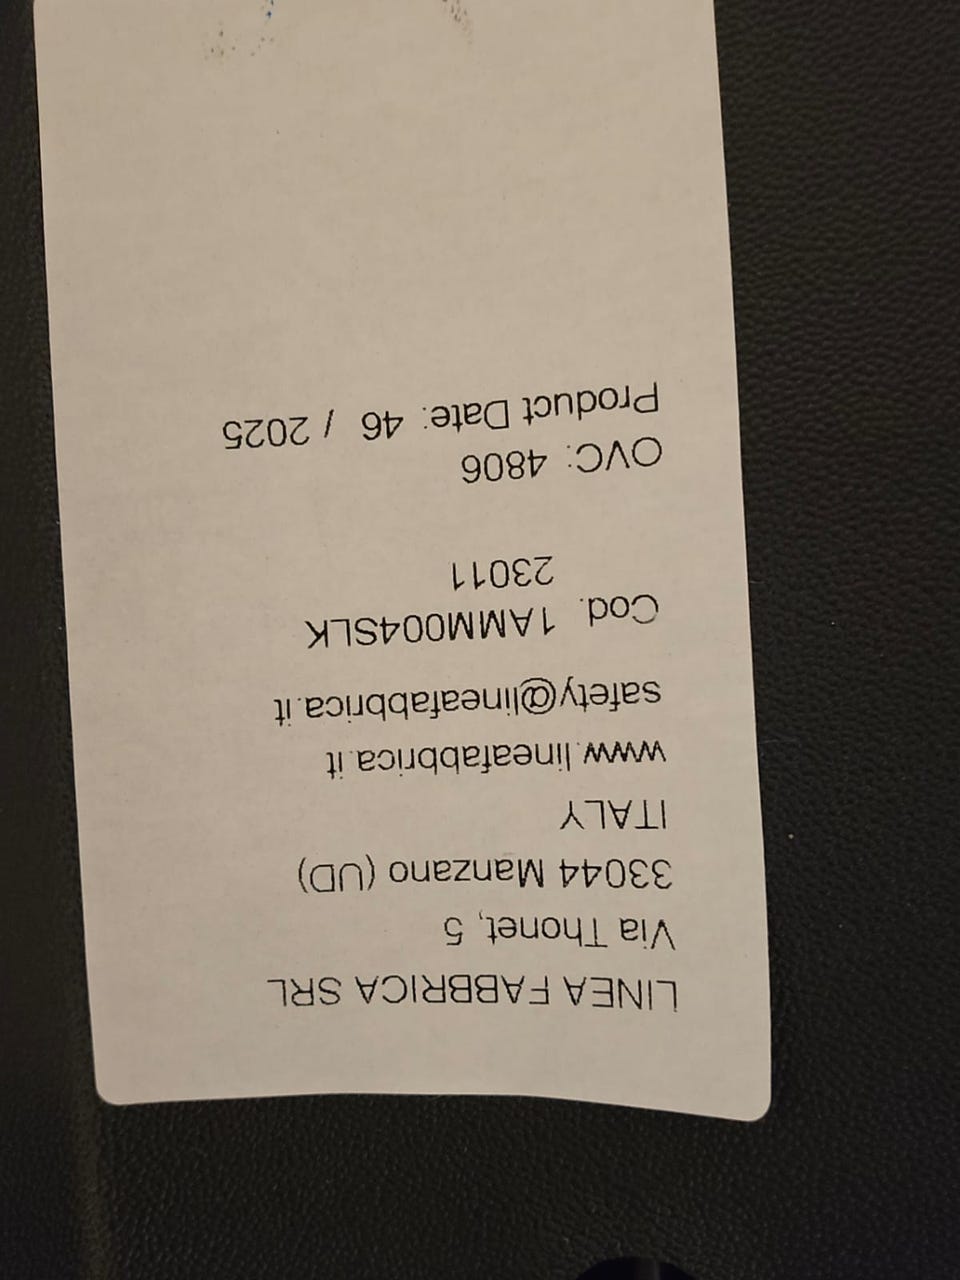 LINEA FABBRICA SRL
Via Thonet, 5
33044 Manzano (UD)
ITALY
www.lineafabbrica.it
safety@lineafabbrica.it
Cod. 1AMM004SLK
23011
OVC: 4806
Product Date: 46 / 2025